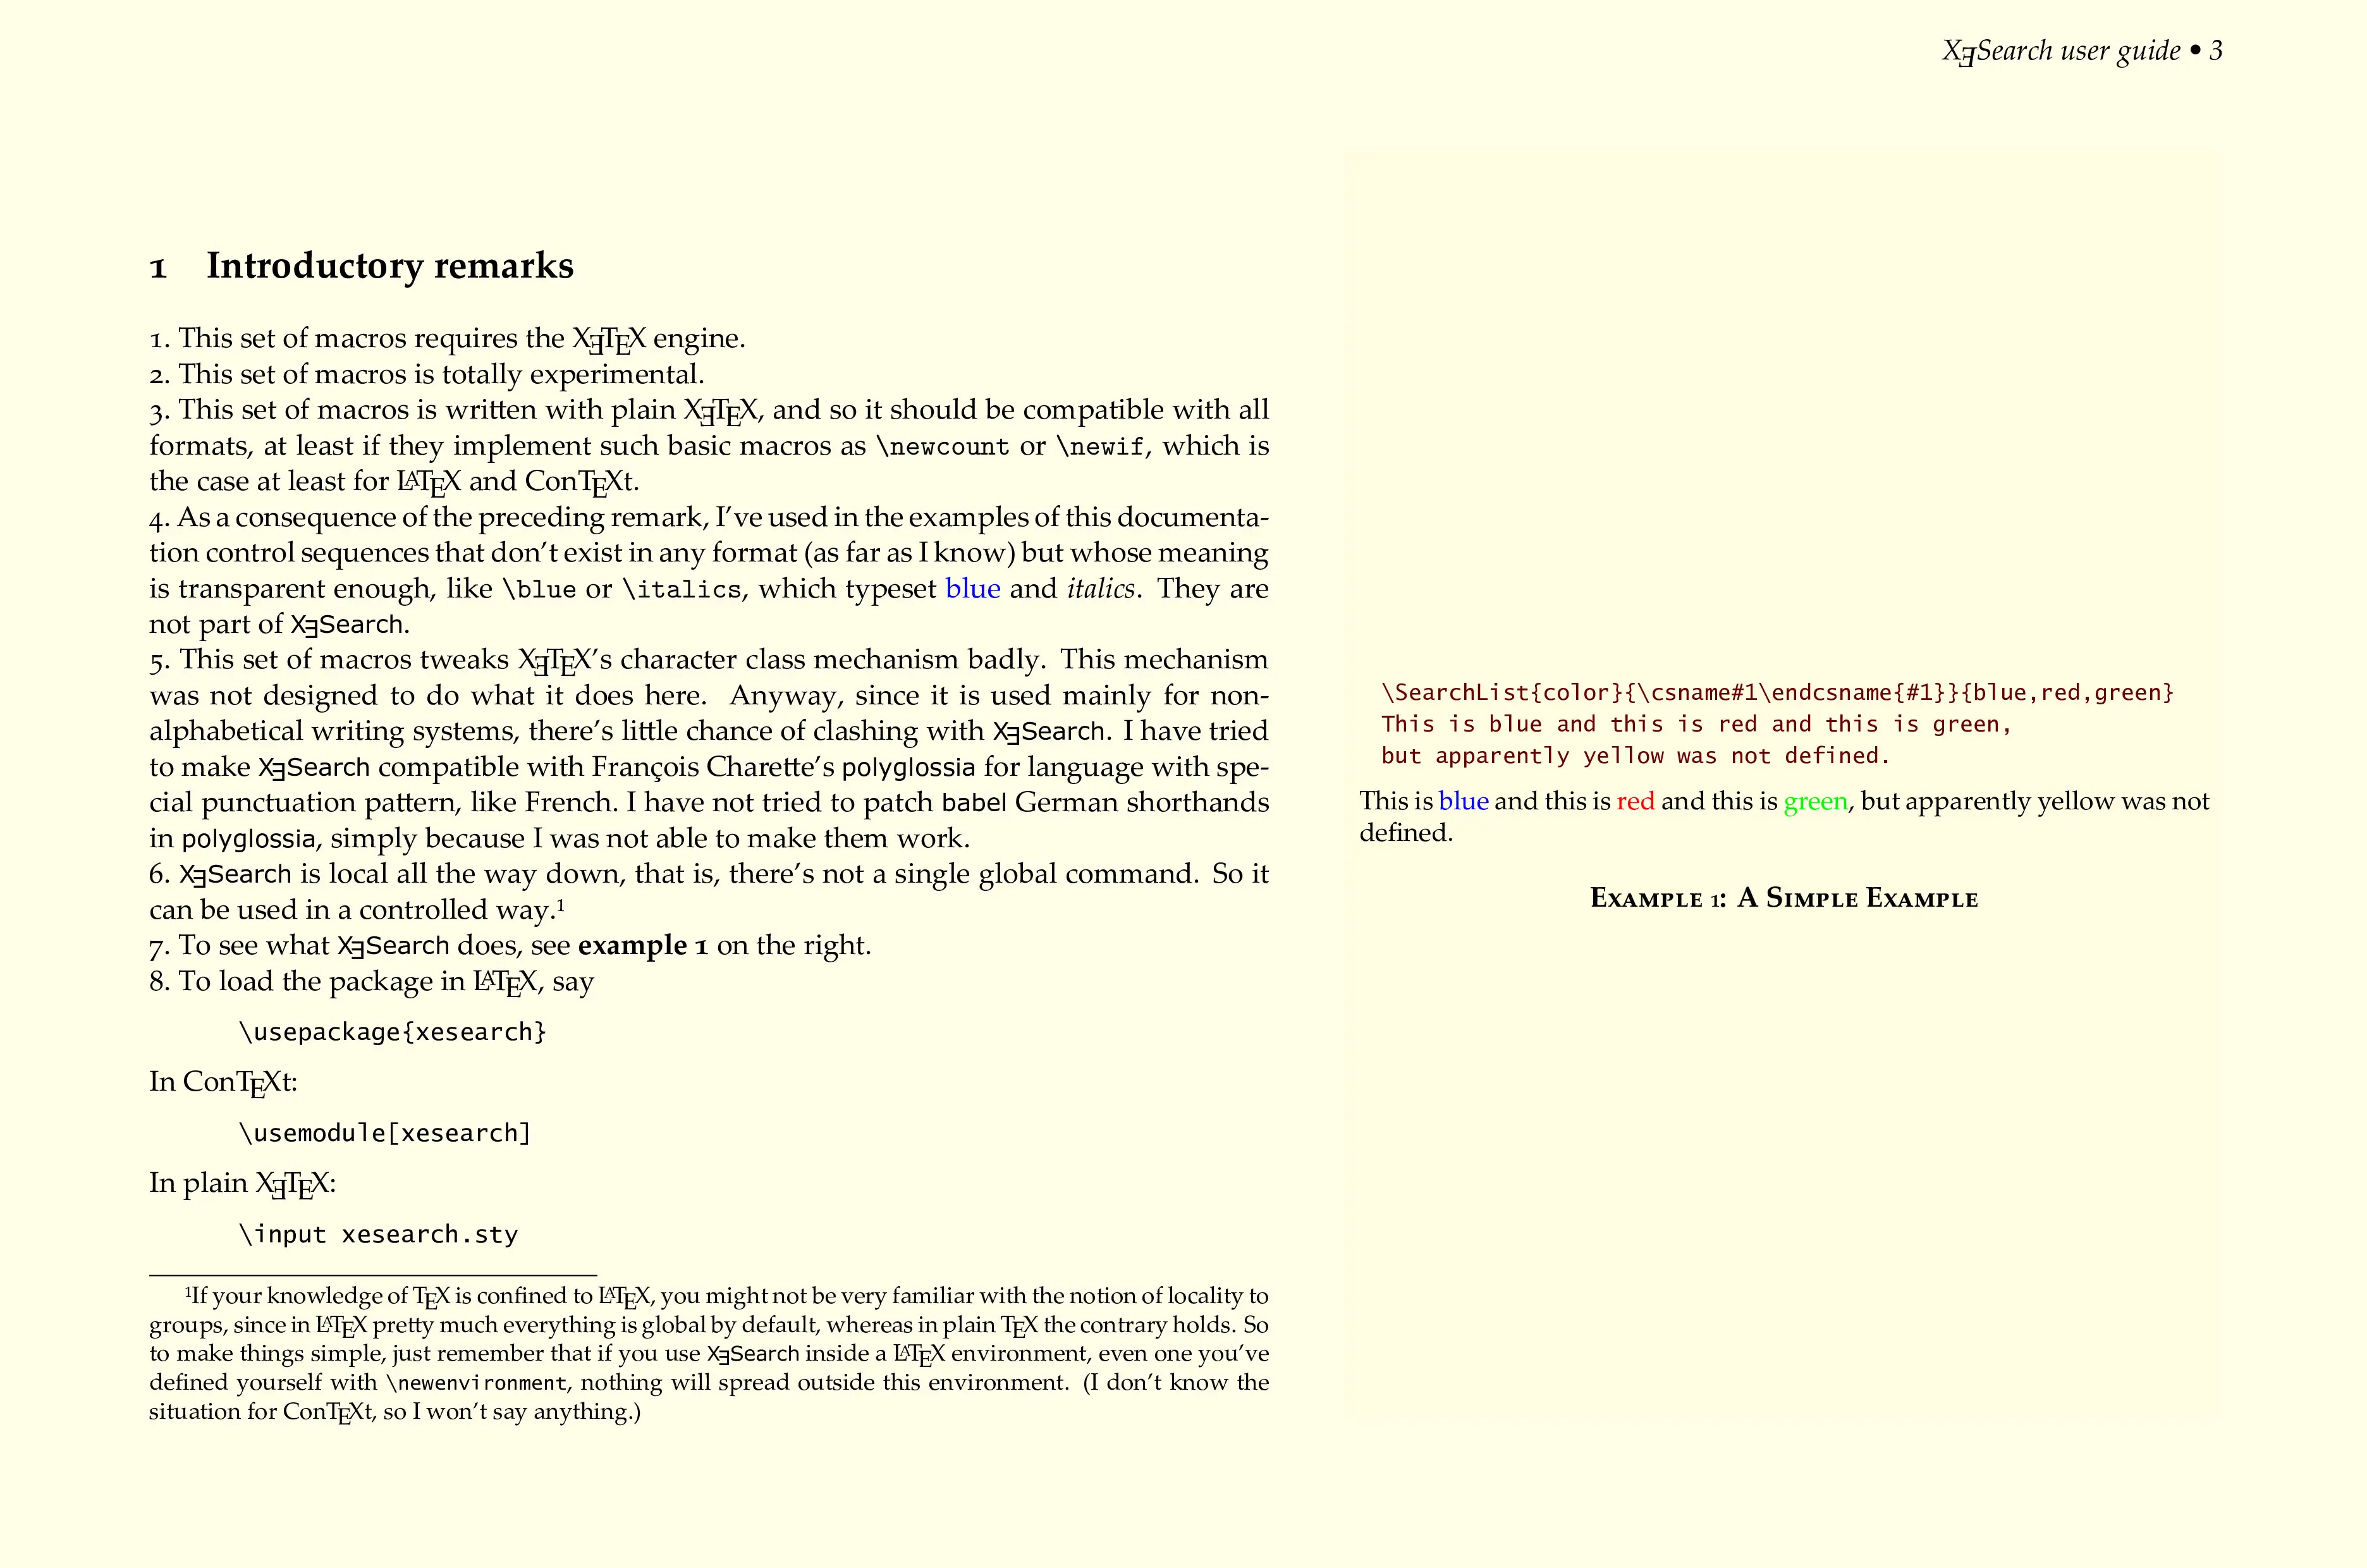 XƎSearch user guide • 3
1 Introductory remarks
1. This set of macros requires the XƎTEX engine.
2. This set of macros is totally experimental.
3. This set of macros is written with plain XƎTEX, and so it should be compatible with all
formats, at least if they implement such basic macros as \newcount or \newif, which is
the case at least for LATEX and ConTEXt.
4. As a consequence of the preceding remark, I’ve used in the examples of this documenta-
tion control sequences that don’t exist in any format (as far as I know) but whose meaning
is transparent enough, like \blue or \italics, which typeset blue and italics. They are
not part of XƎSearch.
5. This set of macros tweaks XƎTEX’s character class mechanism badly. This mechanism
was not designed to do what it does here. Anyway, since it is used mainly for non-
alphabetical writing systems, there’s little chance of clashing with XƎSearch. I have tried
to make XƎSearch compatible with François Charette’s polyglossia for language with spe-
cial punctuation pattern, like French. I have not tried to patch babel German shorthands
in polyglossia, simply because I was not able to make them work.
6. XƎSearch is local all the way down, that is, there’s not a single global command. So it
can be used in a controlled way.¹
7. To see what XƎSearch does, see example 1 on the right.
8. To load the package in LATEX, say
\usepackage{xesearch}
In ConTEXt:
\usemodule[xesearch]
In plain XƎTEX:
\input xesearch.sty
¹If your knowledge of TEX is confined to LATEX, you might not be very familiar with the notion of locality to
groups, since in LATEX pretty much everything is global by default, whereas in plain TEX the contrary holds. So
to make things simple, just remember that if you use XƎSearch inside a LATEX environment, even one you’ve
defined yourself with \newenvironment, nothing will spread outside this environment. (I don’t know the
situation for ConTEXt, so I won’t say anything.)
\SearchList{color}{\csname#1\endcsname{#1}}{blue,red,green}
This is blue and this is red and this is green,
but apparently yellow was not defined.
This is blue and this is red and this is green, but apparently yellow was not
defined.
Example 1: A Simple Example